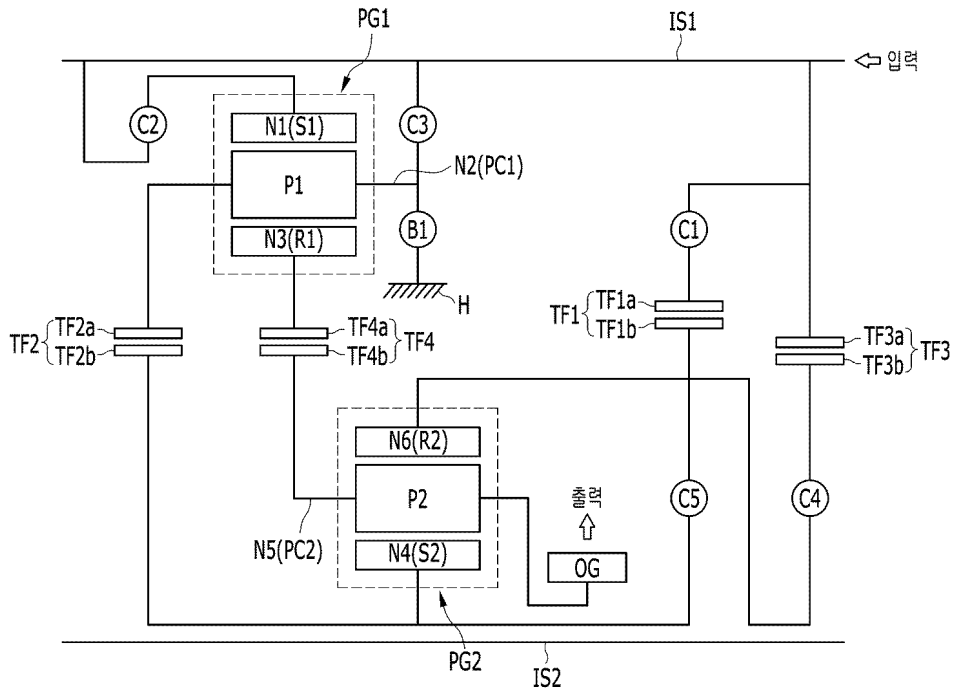 PG1
IS1
입력
C2
N1(S1)
C3
P1
N2(PC1)
N3(R1)
B1
C1
H
TF1
TF1a
TF1b
TF2
TF2a
TF2b
TF4a
TF4b
TF4
TF3a
TF3b
TF3
N6(R2)
P2
C5
C4
출력
N5(PC2)
N4(S2)
OG
PG2
IS2